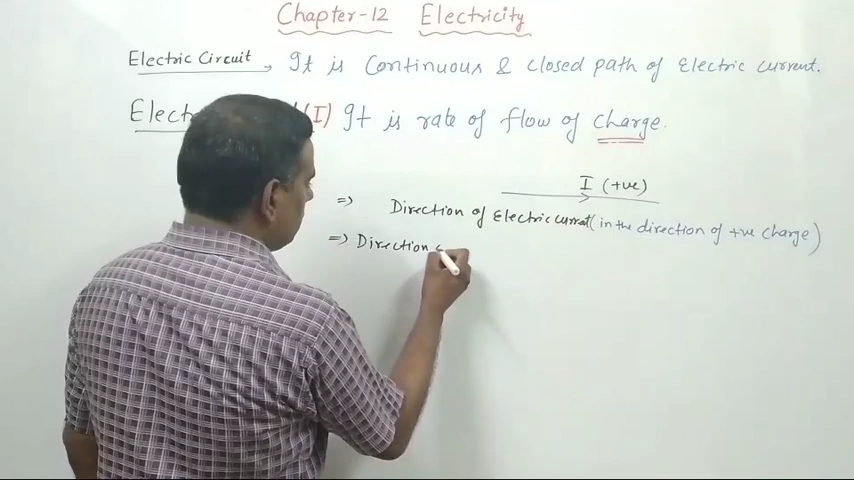 Chapter-12 Electricity
Electric Circuit → It is Continuous & closed path of Electric current.
(I) It is rate of flow of charge.
I (+ve)
⇒ Direction of Electric current (in the direction of +ve charge)
⇒ Direction